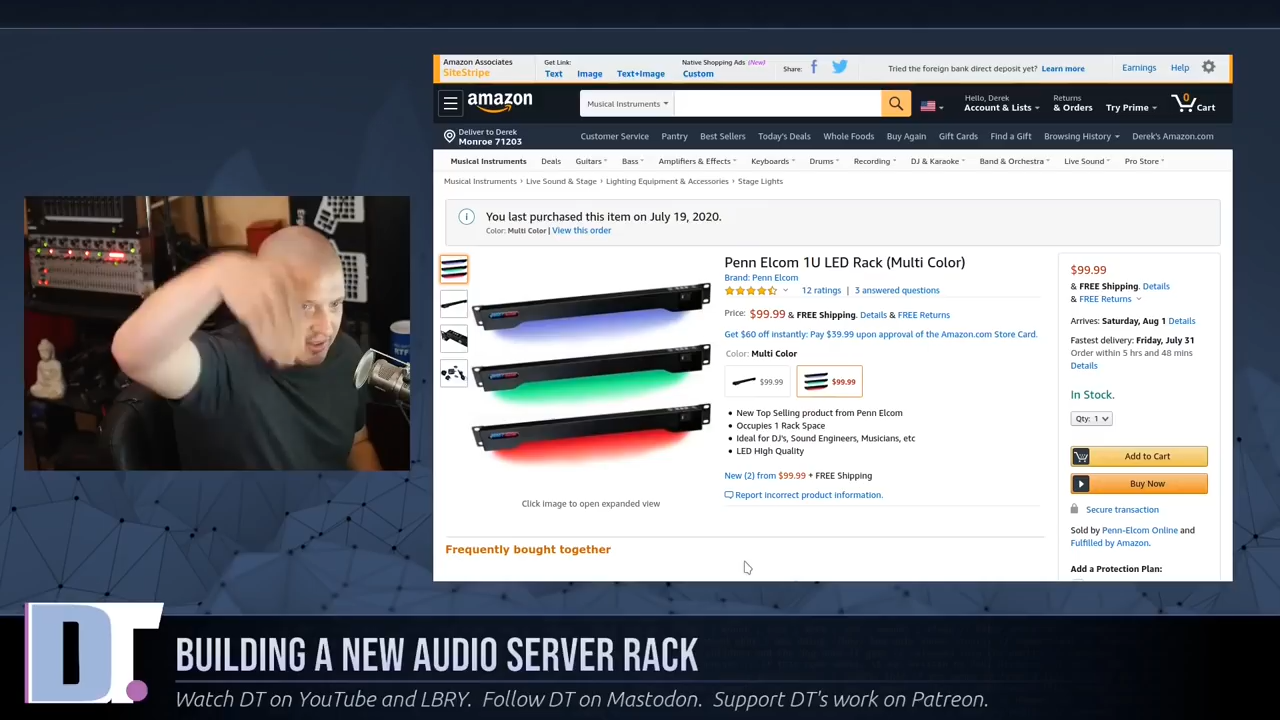 Amazon Associates
SiteStripe
Get Link:
Text Image Text+Image
Native Shopping Ads (New)
Custom
Share:
Tried the foreign bank direct deposit yet? Learn more
Earnings Help
amazon
Musical Instruments
Hello, Derek
Account & Lists
Returns
& Orders
Try Prime
0
Cart
Deliver to Derek
Monroe 71203
Customer Service Pantry Best Sellers Today's Deals Whole Foods Buy Again Gift Cards Find a Gift Browsing History Derek's Amazon.com
Musical Instruments Deals Guitars Bass Amplifiers & Effects Keyboards Drums Recording DJ & Karaoke Band & Orchestra Live Sound Pro Store
Musical Instruments › Live Sound & Stage › Lighting Equipment & Accessories › Stage Lights
You last purchased this item on July 19, 2020.
Color: Multi Color | View this order
Penn Elcom 1U LED Rack (Multi Color)
Brand: Penn Elcom
12 ratings | 3 answered questions
Price: $99.99 & FREE Shipping. Details & FREE Returns
Get $60 off instantly: Pay $39.99 upon approval of the Amazon.com Store Card.
Color: Multi Color
$99.99
$99.99
• New Top Selling product from Penn Elcom
• Occupies 1 Rack Space
• Ideal for DJ's, Sound Engineers, Musicians, etc
• LED HIgh Quality
New (2) from $99.99 + FREE Shipping
Report incorrect product information.
Click image to open expanded view
Frequently bought together
$99.99
& FREE Shipping. Details
& FREE Returns
Arrives: Saturday, Aug 1 Details
Fastest delivery: Friday, July 31
Order within 5 hrs and 48 mins
Details
In Stock.
Qty: 1
Add to Cart
Buy Now
Secure transaction
Sold by Penn-Elcom Online and
Fulfilled by Amazon.
Add a Protection Plan:
RTF
DT.
BUILDING A NEW AUDIO SERVER RACK
Watch DT on YouTube and LBRY. Follow DT on Mastodon. Support DT's work on Patreon.